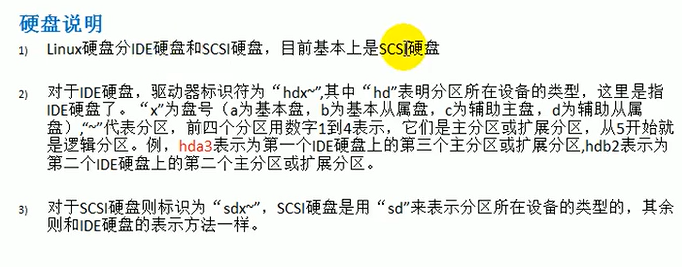 硬盘说明
1) Linux硬盘分IDE硬盘和SCSI硬盘，目前基本上是SCSI硬盘
2) 对于IDE硬盘，驱动器标识符为“hdx~”,其中“hd”表明分区所在设备的类型，这里是指
IDE硬盘了。“x”为盘号（a为基本盘，b为基本从属盘，c为辅助主盘，d为辅助从属
盘）,“~”代表分区，前四个分区用数字1到4表示，它们是主分区或扩展分区，从5开始就
是逻辑分区。例，hda3表示为第一个IDE硬盘上的第三个主分区或扩展分区,hdb2表示为
第二个IDE硬盘上的第二个主分区或扩展分区。
3) 对于SCSI硬盘则标识为“sdx~”，SCSI硬盘是用“sd”来表示分区所在设备的类型的，其余
则和IDE硬盘的表示方法一样。